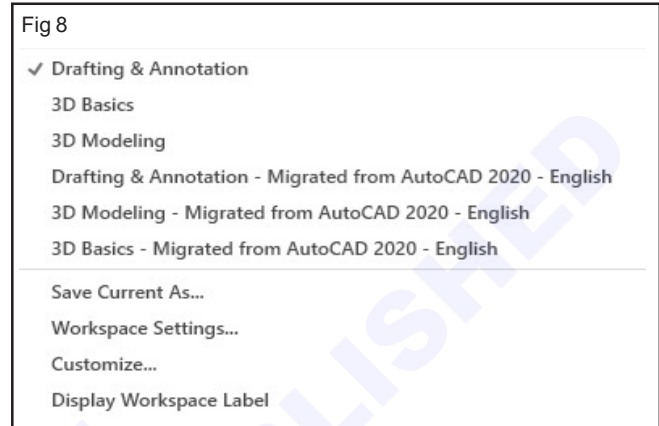 Fig 8
✓ Drafting & Annotation
3D Basics
3D Modeling
Drafting & Annotation - Migrated from AutoCAD 2020 - English
3D Modeling - Migrated from AutoCAD 2020 - English
3D Basics - Migrated from AutoCAD 2020 - English
Save Current As...
Workspace Settings...
Customize...
Display Workspace Label